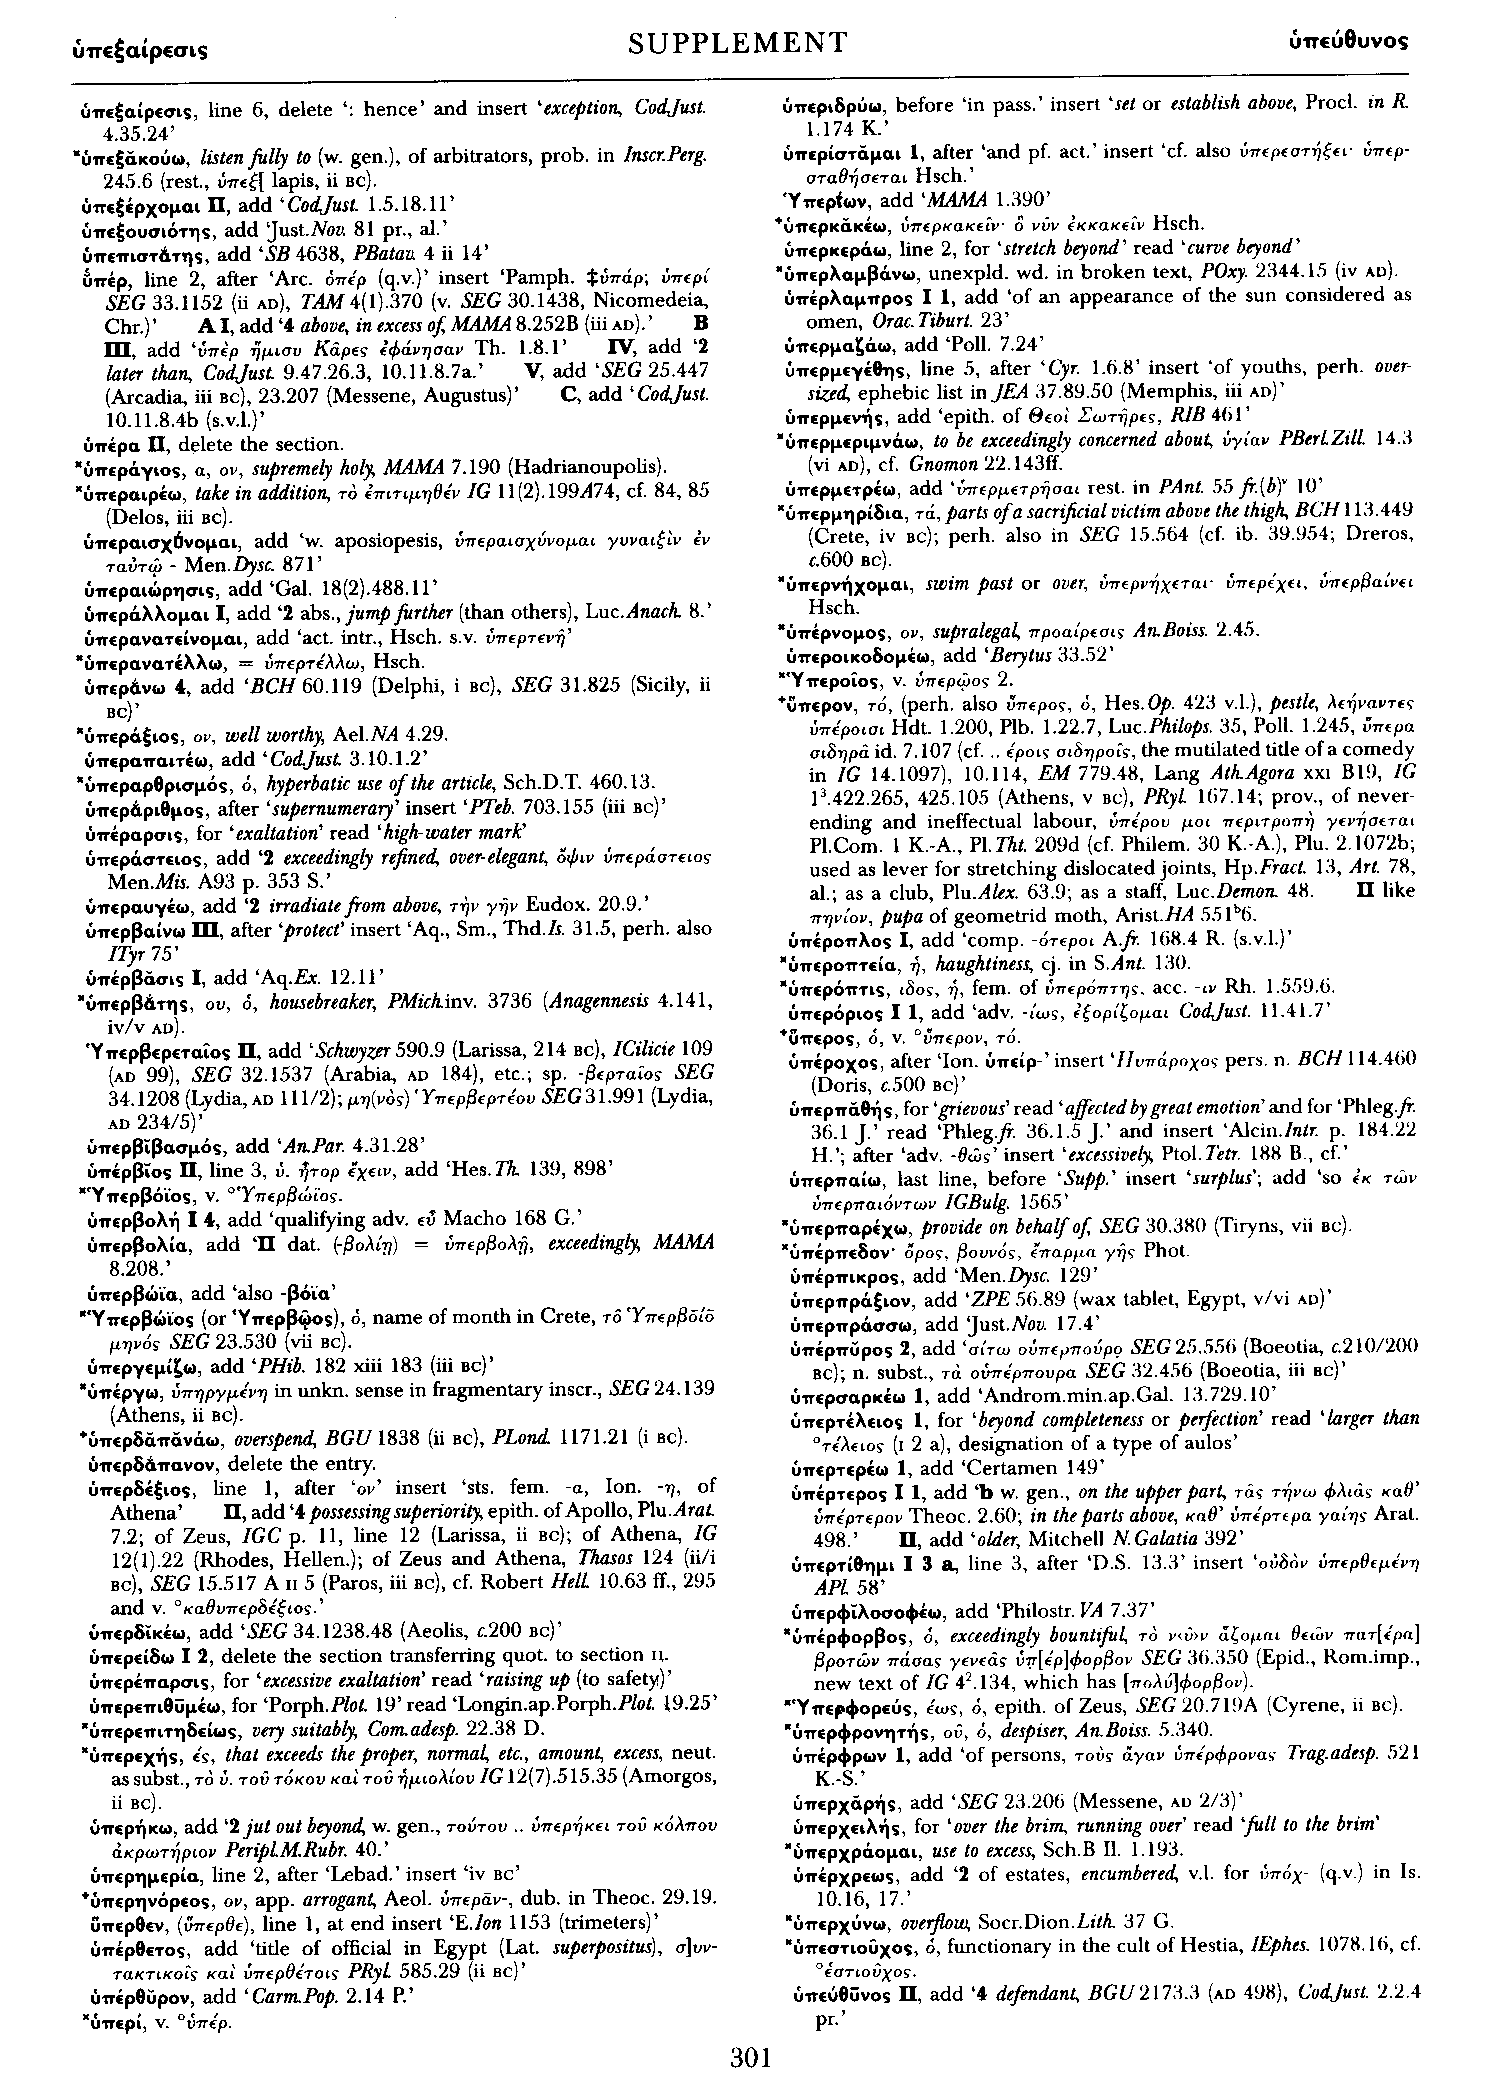 ὑπεξαίρεσις
SUPPLEMENT
ὑπεύθυνος
ὑπεξαίρεσις, line 6, delete ‘: hence’ and insert ‘exception, Cod.Just.
4.35.24’
*ὑπεξᾰκούω, listen fully to (w. gen.), of arbitrators, prob. in Inscr.Perg.
245.6 (rest., ὑπεξ[ lapis, ii BC).
ὑπεξέρχομαι II, add ‘Cod.Just. 1.5.18.11’
ὑπεξουσιότης, add ‘Just.Nov. 81 pr., al.’
ὑπεπιστάτης, add ‘SB 4638, PBatav. 4 ii 14’
ὑπέρ, line 2, after ‘Arc. ὁπέρ (q.v.)’ insert ‘Pamph. ‡ὑπάρ; ὑπερί
SEG 33.1152 (ii AD), TAM 4(1).370 (v. SEG 30.1438, Nicomedeia,
Chr.)’ A I, add ‘4 above, in excess of, MAMA 8.252B (iii AD).’ B
III, add ‘ὑπὲρ ἥμισυ Κᾶρες ἐφάνησαν Th. 1.8.1’ IV, add ‘2
later than, Cod.Just. 9.47.26.3, 10.11.8.7a.’ V, add ‘SEG 25.447
(Arcadia, iii BC), 23.207 (Messene, Augustus)’ C, add ‘Cod.Just.
10.11.8.4b (s.v.l.)’
ὑπέρα II, delete the section.
*ὑπεράγιος, α, ον, supremely holy, MAMA 7.190 (Hadrianoupolis).
*ὑπεραιρέω, take in addition, τὸ ἐπιτιμηθέν IG 11(2).199A74, cf. 84, 85
(Delos, iii BC).
ὑπεραισχύνομαι, add ‘w. aposiopesis, ὑπεραισχύνομαι γυναιξὶν ἐν
ταὐτῷ - Men.Dysc. 871’
ὑπεραιώρησις, add ‘Gal. 18(2).488.11’
ὑπεράλλομαι I, add ‘2 abs., jump further (than others), Luc.Anach. 8.’
ὑπερανατείνομαι, add ‘act. intr., Hsch. s.v. ὑπερτενῆ’
*ὑπερανατέλλω, = ὑπερτέλλω, Hsch.
ὑπεράνω 4, add ‘BCH 60.119 (Delphi, i BC), SEG 31.825 (Sicily, ii
BC)’
*ὑπεράξιος, ον, well worthy, Ael.NA 4.29.
ὑπεραπαιτέω, add ‘Cod.Just. 3.10.1.2’
*ὑπεραρθρισμός, ὁ, hyperbatic use of the article, Sch.D.T. 460.13.
ὑπεράριθμος, after ‘supernumerary’ insert ‘PTeb. 703.155 (iii BC)’
ὑπέραρσις, for ‘exaltation’ read ‘high-water mark’
ὑπεράστειος, add ‘2 exceedingly refined, over-elegant, ὄψιν ὑπεράστειος
Men.Mis. A93 p. 353 S.’
ὑπεραυγέω, add ‘2 irradiate from above, τὴν γῆν Eudox. 20.9.’
ὑπερβαίνω III, after ‘protect’ insert ‘Aq., Sm., Thd.Is. 31.5, perh. also
ITyr 75’
ὑπέρβᾰσις I, add ‘Aq.Ex. 12.11’
*ὑπερβάτης, ου, ὁ, housebreaker, PMich.inv. 3736 (Anagennesis 4.141,
iv/v AD).
Ὑπερβερεταῖος II, add ‘Schwyzer 590.9 (Larissa, 214 BC), ICilicie 109
(AD 99), SEG 32.1537 (Arabia, AD 184), etc.; sp. -βερταῖος SEG
34.1208 (Lydia, AD 111/2); μη(νὸς) Ὑπερβερτέου SEG 31.991 (Lydia,
AD 234/5)’
ὑπερβῐβασμός, add ‘An.Par. 4.31.28’
ὑπέρβῐος II, line 3, ὑ. ἦτορ ἔχειν, add ‘Hes.Th. 139, 898’
*Ὑπερβόϊος, v. °Ὑπερβώϊος.
ὑπερβολή I 4, add ‘qualifying adv. εὖ Macho 168 G.’
ὑπερβολία, add ‘II dat. (-βολίῃ) = ὑπερβολῇ, exceedingly, MAMA
8.208.’
ὑπερβώϊα, add ‘also -βόϊα’
*Ὑπερβώϊος (or Ὑπερβῷος), ὁ, name of month in Crete, το̄͂ Ὑπερβο̄ίο̄
μηνός SEG 23.530 (vii BC).
ὑπεργεμίζω, add ‘PHib. 182 xiii 183 (iii BC)’
*ὑπέργω, ὑπηργμένη in unkn. sense in fragmentary inscr., SEG 24.139
(Athens, ii BC).
⁺ὑπερδᾰπᾰνάω, overspend, BGU 1838 (ii BC), PLond. 1171.21 (i BC).
ὑπερδάπανον, delete the entry.
ὑπερδέξιος, line 1, after ‘ον’ insert ‘sts. fem. -α, Ion. -η, of
Athena’ II, add ‘4 possessing superiority, epith. of Apollo, Plu.Arat.
7.2; of Zeus, IGC p. 11, line 12 (Larissa, ii BC); of Athena, IG
12(1).22 (Rhodes, Hellen.); of Zeus and Athena, Thasos 124 (ii/i
BC), SEG 15.517 A II 5 (Paros, iii BC), cf. Robert Hell. 10.63 ff., 295
and v. °καθυπερδέξιος.’
ὑπερδῐκέω, add ‘SEG 34.1238.48 (Aeolis, c.200 BC)’
ὑπερείδω I 2, delete the section transferring quot. to section II.
ὑπερέπαρσις, for ‘excessive exaltation’ read ‘raising up (to safety)’
ὑπερεπιθῡμέω, for ‘Porph.Plot. 19’ read ‘Longin.ap.Porph.Plot. 19.25’
*ὑπερεπιτηδείως, very suitably, Com.adesp. 22.38 D.
*ὑπερεχής, ές, that exceeds the proper, normal, etc., amount, excess, neut.
as subst., τὸ ὑ. τοῦ τόκου καὶ τοῦ ἡμιολίου IG 12(7).515.35 (Amorgos,
ii BC).
ὑπερήκω, add ‘2 jut out beyond, w. gen., τούτου .. ὑπερήκει τοῦ κόλπου
ἀκρωτήριον Peripl.M.Rubr. 40.’
ὑπερημερία, line 2, after ‘Lebad.’ insert ‘iv BC’
⁺ὑπερηνόρεος, ον, app. arrogant, Aeol. ὑπερᾱν-, dub. in Theoc. 29.19.
ὕπερθεν, (ὕπερθε), line 1, at end insert ‘E.Ion 1153 (trimeters)’
ὑπέρθετος, add ‘title of official in Egypt (Lat. superpositus), σ]υν-
τακτικοῖς καὶ ὑπερθέτοις PRyl. 585.29 (ii BC)’
ὑπέρθῠρον, add ‘Carm.Pop. 2.14 P.’
*ὑπερί, v. °ὑπέρ.
ὑπεριδρύω, before ‘in pass.’ insert ‘set or establish above, Procl. in R.
1.174 K.’
ὑπερίστᾰμαι 1, after ‘and pf. act.’ insert ‘cf. also ὑπερεστήξει· ὑπερ-
σταθήσεται Hsch.’
Ὑπερίων, add ‘MAMA 1.390’
⁺ὑπερκᾰκέω, ὑπερκακεῖν· ὃ νῦν ἐκκακεῖν Hsch.
ὑπερκεράω, line 2, for ‘stretch beyond’ read ‘curve beyond’
*ὑπερλαμβάνω, unexpld. wd. in broken text, POxy. 2344.15 (iv AD).
ὑπέρλαμπρος I 1, add ‘of an appearance of the sun considered as
omen, Orac.Tiburt. 23’
ὑπερμαζάω, add ‘Poll. 7.24’
ὑπερμεγέθης, line 5, after ‘Cyr. 1.6.8’ insert ‘of youths, perh. over-
sized, ephebic list in JEA 37.89.50 (Memphis, iii AD)’
ὑπερμενής, add ‘epith. of Θεοὶ Σωτῆρες, RIB 461’
*ὑπερμεριμνάω, to be exceedingly concerned about, ὑγίαν PBerl.Zill. 14.3
(vi AD), cf. Gnomon 22.143ff.
ὑπερμετρέω, add ‘ὑπερμετρῆσαι rest. in PAnt. 55 fr.(b)ᵛ 10’
*ὑπερμηρίδια, τά, parts of a sacrificial victim above the thigh, BCH 113.449
(Crete, iv BC); perh. also in SEG 15.564 (cf. ib. 39.954; Dreros,
c.600 BC).
*ὑπερνήχομαι, swim past or over, ὑπερνήχεται· ὑπερέχει, ὑπερβαίνει
Hsch.
*ὑπέρνομος, ον, supralegal, προαίρεσις An.Boiss. 2.45.
ὑπεροικοδομέω, add ‘Berytus 33.52’
*Ὑπεροῖος, v. ὑπερῷος 2.
⁺ὕπερον, τό, (perh. also ὕπερος, ὁ, Hes.Op. 423 v.l.), pestle, λεήναντες
ὑπέροισι Hdt. 1.200, Plb. 1.22.7, Luc.Philops. 35, Poll. 1.245, ὕπερα
σιδηρᾶ id. 7.107 (cf. .. έροις σιδηροῖς, the mutilated title of a comedy
in IG 14.1097), 10.114, EM 779.48, Lang Ath.Agora XXI B19, IG
1³.422.265, 425.105 (Athens, v BC), PRyl. 167.14; prov., of never-
ending and ineffectual labour, ὑπέρου μοι περιτροπὴ γενήσεται
Pl.Com. 1 K.-A., Pl.Tht. 209d (cf. Philem. 30 K.-A.), Plu. 2.1072b;
used as lever for stretching dislocated joints, Hp.Fract. 13, Art. 78,
al.; as a club, Plu.Alex. 63.9; as a staff, Luc.Demon. 48. II like
πηνίον, pupa of geometrid moth, Arist.HA 551ᵇ6.
ὑπέροπλος I, add ‘comp. -ότεροι A.fr. 168.4 R. (s.v.l.)’
*ὑπεροπτεία, ἡ, haughtiness, cj. in S.Ant. 130.
*ὑπερόπτις, ιδος, ἡ, fem. of ὑπερόπτης, acc. -ιν Rh. 1.559.6.
ὑπερόριος I 1, add ‘adv. -ίως, ἐξορίζομαι Cod.Just. 11.41.7’
⁺ὕπερος, ὁ, v. °ὕπερον, τό.
ὑπέροχος, after ‘Ion. ὑπείρ-’ insert ‘Ηυπάροχος pers. n. BCH 114.460
(Doris, c.500 BC)’
ὑπερπᾰθής, for ‘grievous’ read ‘affected by great emotion’ and for ‘Phleg.fr.
36.1 J.’ read ‘Phleg.fr. 36.1.5 J.’ and insert ‘Alcin.Intr. p. 184.22
H.’; after ‘adv. -θῶς’ insert ‘excessively, Ptol.Tetr. 188 B., cf.’
ὑπερπαίω, last line, before ‘Supp.’ insert ‘surplus’; add ‘so ἐκ τῶν
ὑπερπαιόντων IGBulg. 1565’
*ὑπερπαρέχω, provide on behalf of, SEG 30.380 (Tiryns, vii BC).
*ὑπέρπεδον· ὄρος, βουνός, ἔπαρμα γῆς Phot.
ὑπέρπικρος, add ‘Men.Dysc. 129’
ὑπερπράξιον, add ‘ZPE 56.89 (wax tablet, Egypt, v/vi AD)’
ὑπερπράσσω, add ‘Just.Nov. 17.4’
ὑπέρπῠρος 2, add ‘σίτω οὑπερπούρο SEG 25.556 (Boeotia, c.210/200
BC); n. subst., τὰ οὑπέρπουρα SEG 32.456 (Boeotia, iii BC)’
ὑπερσαρκέω 1, add ‘Androm.min.ap.Gal. 13.729.10’
ὑπερτέλειος 1, for ‘beyond completeness or perfection’ read ‘larger than
°τέλειος (I 2 a), designation of a type of aulos’
ὑπερτερέω 1, add ‘Certamen 149’
ὑπέρτερος I 1, add ‘b w. gen., on the upper part, τᾶς τήνω φλιᾶς καθ’
ὑπέρτερον Theoc. 2.60; in the parts above, καθ’ ὑπέρτερα γαίης Arat.
498.’ II, add ‘older, Mitchell N.Galatia 392’
ὑπερτίθημι I 3 a, line 3, after ‘D.S. 13.3’ insert ‘οὐδὸν ὑπερθεμένη
APl. 58’
ὑπερφῐλοσοφέω, add ‘Philostr.VA 7.37’
*ὑπέρφορβος, ὁ, exceedingly bountiful, τὸ ν‹ῦ›ν ἅζομαι θειῶν πατ[έρα]
βροτῶν πάσας γενεᾶς ὑπ[έρ]φορβον SEG 36.350 (Epid., Rom.imp.,
new text of IG 4².134, which has [πολύ]φορβον).
*Ὑπερφορεύς, έως, ὁ, epith. of Zeus, SEG 20.719A (Cyrene, ii BC).
*ὑπερφρονητής, οῦ, ὁ, despiser, An.Boiss. 5.340.
ὑπέρφρων 1, add ‘of persons, τοὺς ἄγαν ὑπέρφρονας Trag.adesp. 521
K.-S.’
ὑπερχᾰρής, add ‘SEG 23.206 (Messene, AD 2/3)’
ὑπερχειλής, for ‘over the brim, running over’ read ‘full to the brim’
*ὑπερχράομαι, use to excess, Sch.B Il. 1.193.
ὑπέρχρεως, add ‘2 of estates, encumbered, v.l. for ὑπόχ- (q.v.) in Is.
10.16, 17.’
*ὑπερχύνω, overflow, Socr.Dion.Lith. 37 G.
*ὑπεστιοῦχος, ὁ, functionary in the cult of Hestia, IEphes. 1078.16, cf.
°ἑστιοῦχος.
ὑπεύθῡνος II, add ‘4 defendant, BGU 2173.3 (AD 498), Cod.Just. 2.2.4
pr.’
301